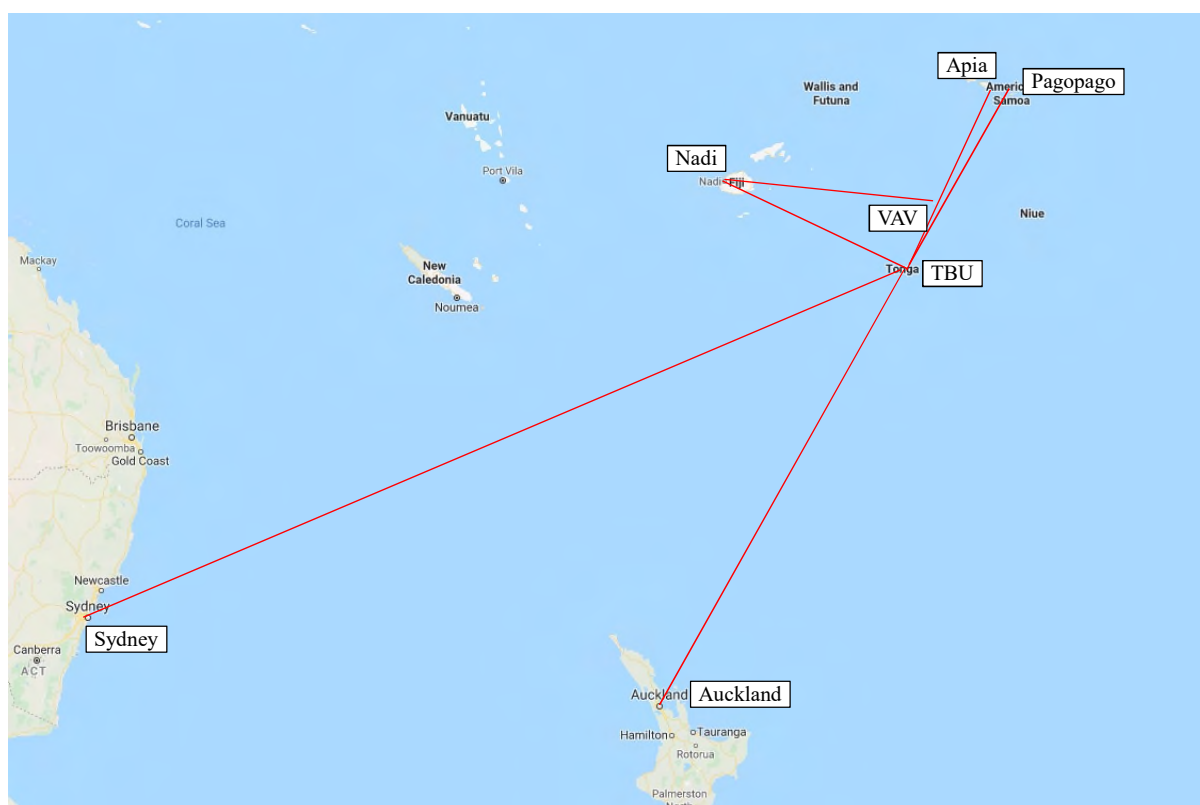 Apia
Pagopago
Wallis and
Futuna
Americ
Samoa
Vanuatu
Nadi
Port Vila
Nadi
Fiji
Coral Sea
VAV
Niue
Mackay
New
Caledonia
Tonga
TBU
Noumea
Brisbane
Toowoomba
Gold Coast
Newcastle
Sydney
Sydney
Canberra
ACT
Auckland
Auckland
Hamilton
Tauranga
Rotorua
Palmerston
North